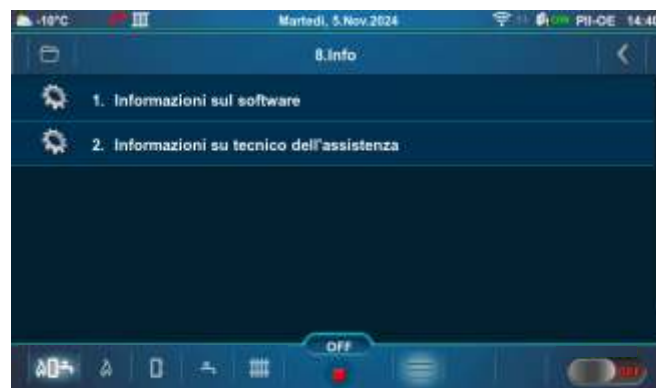 -10°C Martedì, 5.Nov.2024 PII-OE 14:40
8.Info
1. Informazioni sul software
2. Informazioni su tecnico dell'assistenza
OFF
OFF